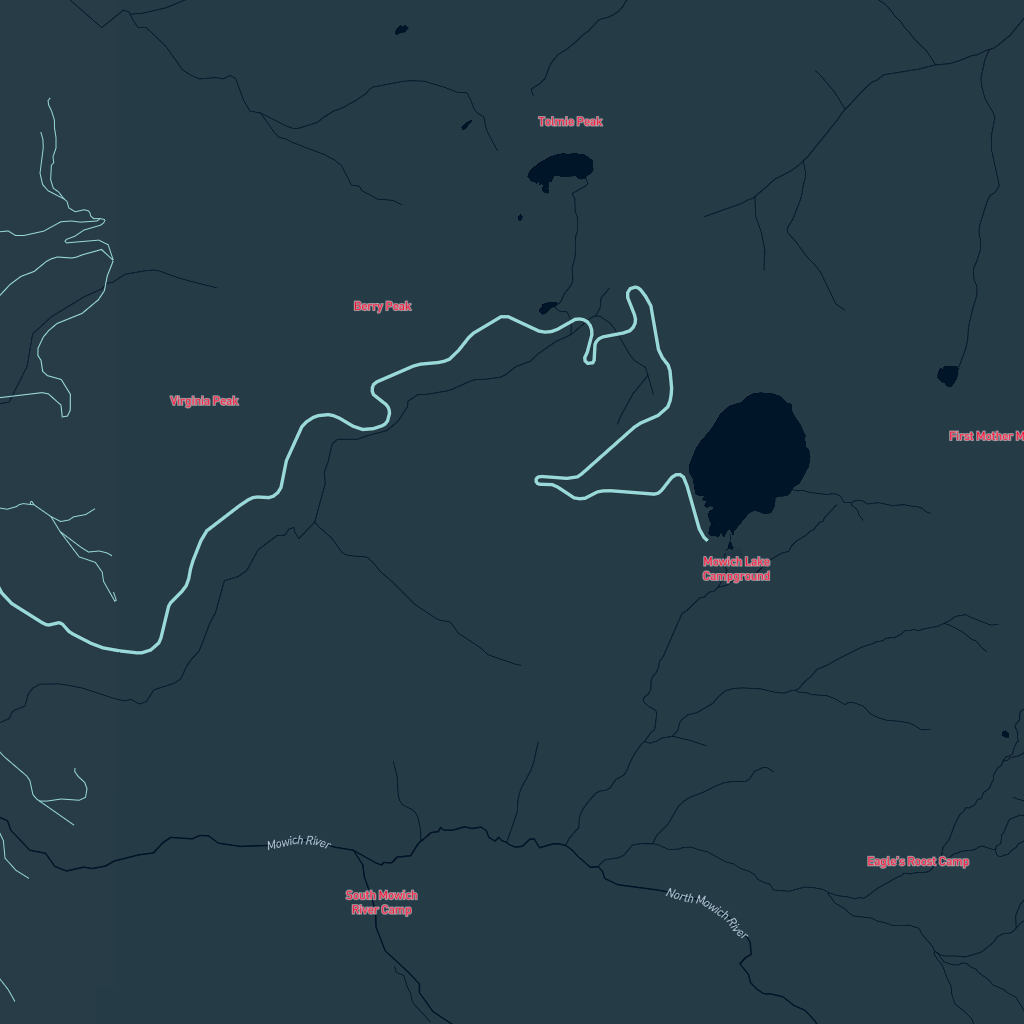 Tolmie Peak
Berry Peak
Virginia Peak
First Mother M
Mowich Lake
Campground
Mowich River
Eagle's Roost Camp
South Mowich
River Camp
North Mowich River